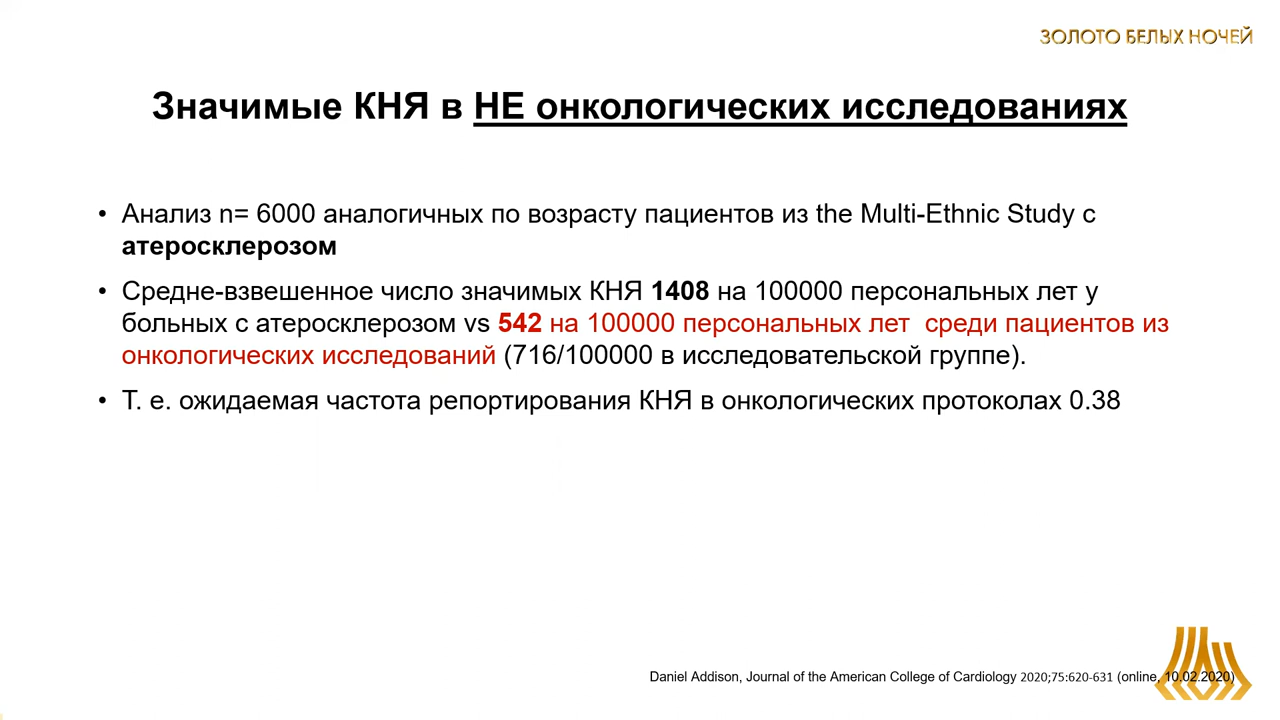 ЗОЛОТО БЕЛЫХ НОЧЕЙ
Значимые КНЯ в НЕ онкологических исследованиях
• Анализ n= 6000 аналогичных по возрасту пациентов из the Multi-Ethnic Study с
атеросклерозом
• Средне-взвешенное число значимых КНЯ 1408 на 100000 персональных лет у
больных с атеросклерозом vs 542 на 100000 персональных лет  среди пациентов из
онкологических исследований (716/100000 в исследовательской группе).
• Т. е. ожидаемая частота репортирования КНЯ в онкологических протоколах 0.38
Daniel Addison, Journal of the American College of Cardiology 2020;75:620-631 (online, 10.02.2020)